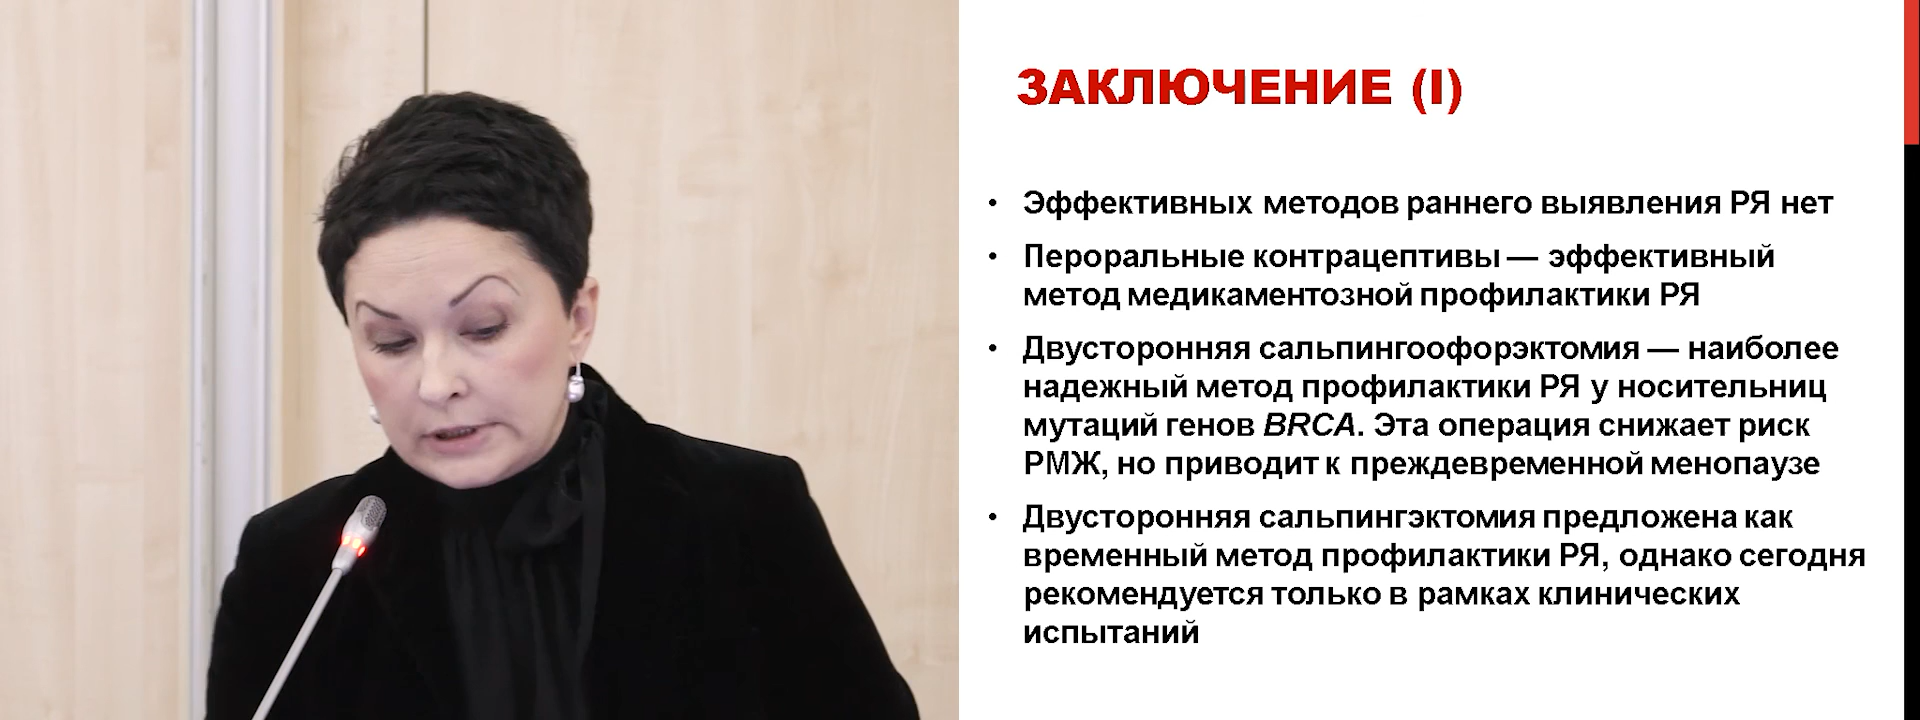 ЗАКЛЮЧЕНИЕ (I)
• Эффективных методов раннего выявления РЯ нет
• Пероральные контрацептивы — эффективный
метод медикаментозной профилактики РЯ
• Двусторонняя сальпингоофорэктомия — наиболее
надежный метод профилактики РЯ у носительниц
мутаций генов BRCA. Эта операция снижает риск
РМЖ, но приводит к преждевременной менопаузе
• Двусторонняя сальпингэктомия предложена как
временный метод профилактики РЯ, однако сегодня
рекомендуется только в рамках клинических
испытаний